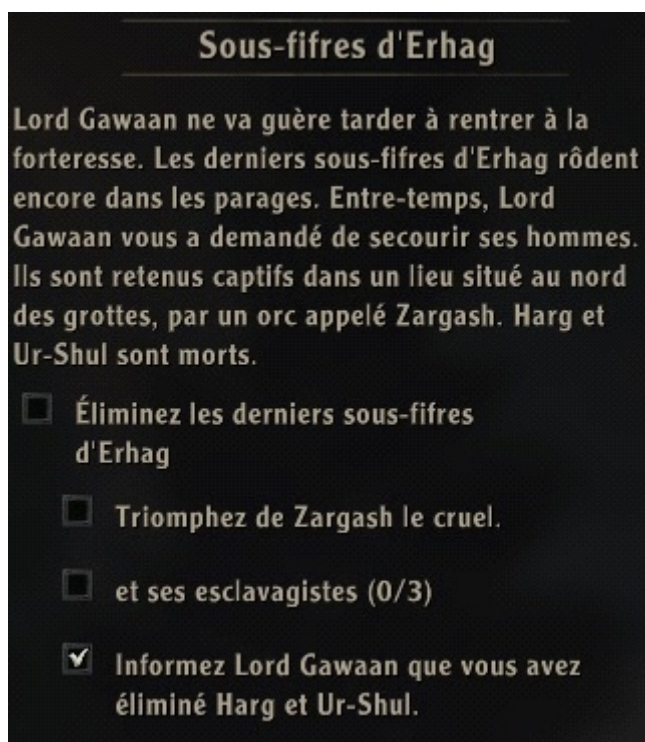 Sous-fifres d'Erhag
Lord Gawaan ne va guère tarder à rentrer à la
forteresse. Les derniers sous-fifres d'Erhag rôdent
encore dans les parages. Entre-temps, Lord
Gawaan vous a demandé de secourir ses hommes.
Ils sont retenus captifs dans un lieu situé au nord
des grottes, par un orc appelé Zargash. Harg et
Ur-Shul sont morts.
Éliminez les derniers sous-fifres
d'Erhag
Triomphez de Zargash le cruel.
et ses esclavagistes (0/3)
Informez Lord Gawaan que vous avez
éliminé Harg et Ur-Shul.